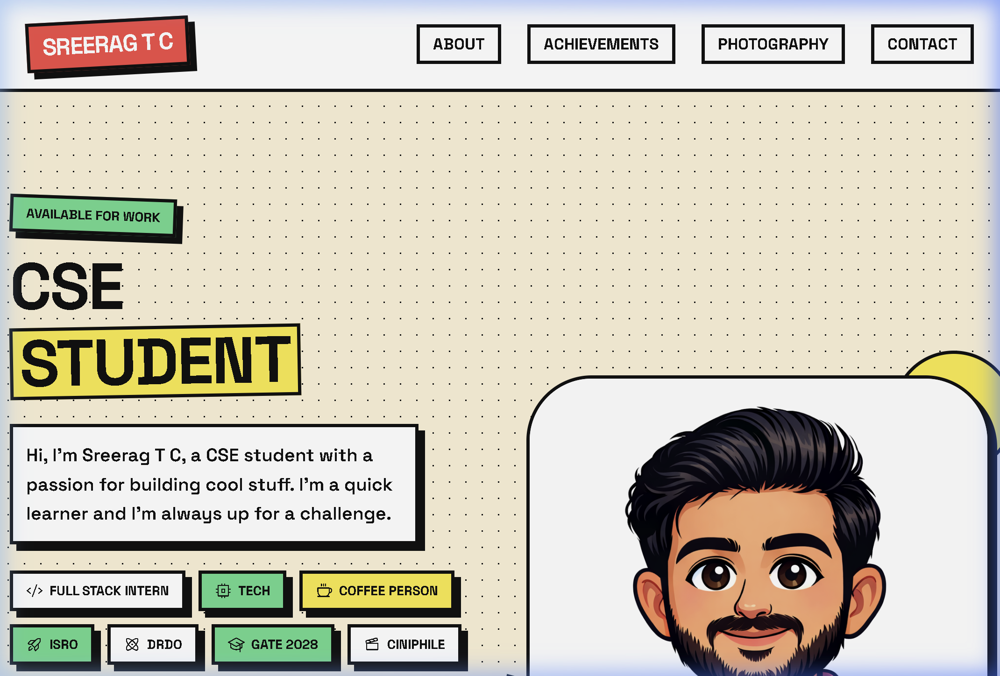 SREERAG T C
ABOUT
ACHIEVEMENTS
PHOTOGRAPHY
CONTACT
AVAILABLE FOR WORK
CSE
STUDENT
Hi, I'm Sreerag T C, a CSE student with a
passion for building cool stuff. I'm a quick
learner and I'm always up for a challenge.
</> FULL STACK INTERN
TECH
COFFEE PERSON
ISRO
DRDO
GATE 2028
CINIPHILE